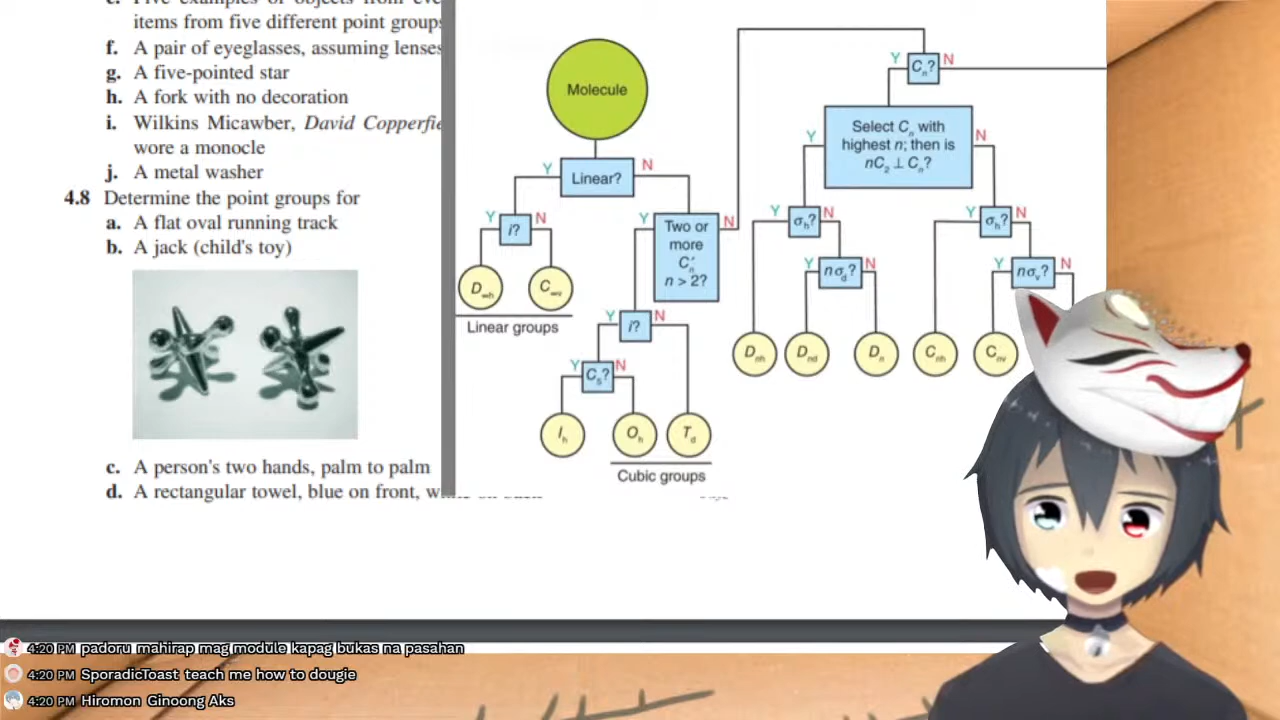 items from five different point groups
f. A pair of eyeglasses, assuming lenses
g. A five-pointed star
h. A fork with no decoration
i. Wilkins Micawber, David Copperfie
wore a monocle
j. A metal washer
4.8 Determine the point groups for
a. A flat oval running track
b. A jack (child's toy)
c. A person's two hands, palm to palm
d. A rectangular towel, blue on front, w
Molecule
Y Linear? N
Y i? N
D∞h C∞v
Linear groups
Y Two or more C'n n > 2? N
Y i? N
Y C5? N
Ih Oh Td
Cubic groups
Y Cn? N
Y Select Cn with highest n; then is nC2 ⊥ Cn? N
Y σh? N
Y nσd? N
Dnh Dnd Dn
Y σh? N
Y nσv? N
Cnh Cnv
4:20 PM padoru mahirap mag module kapag bukas na pasahan
4:20 PM SporadicToast teach me how to dougie
4:20 PM Hiromon Ginoong Aks